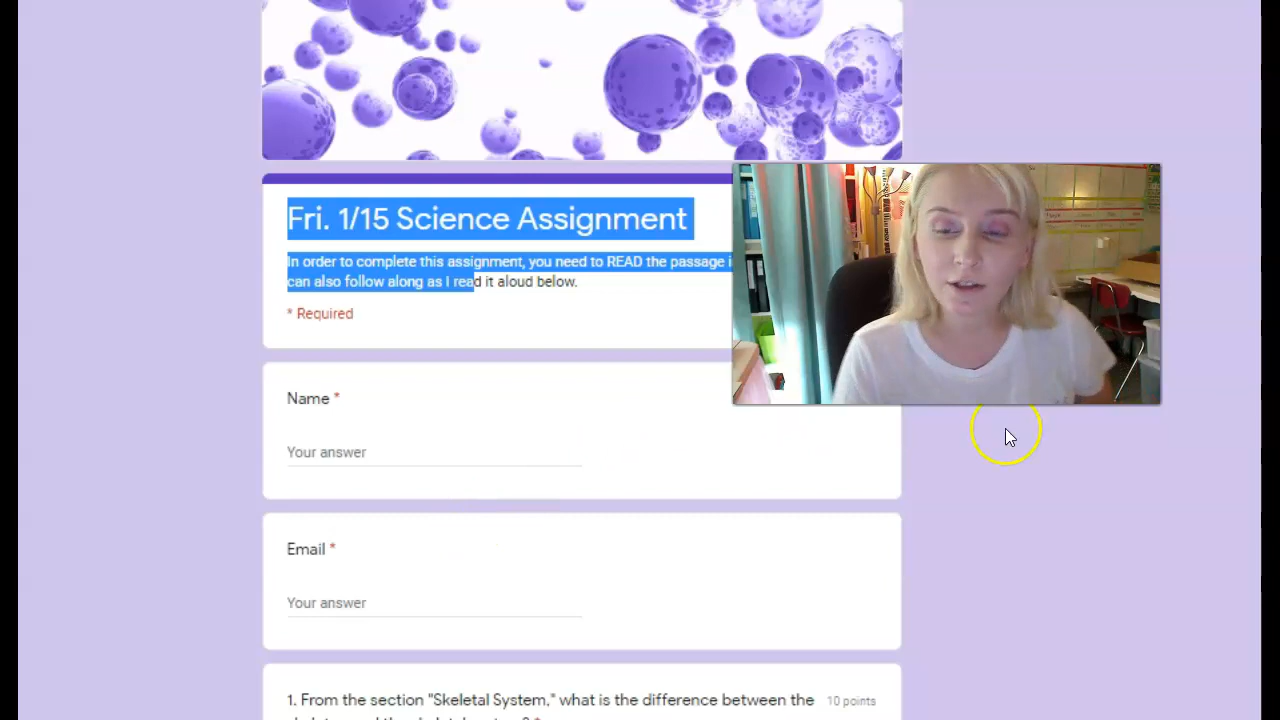 Fri. 1/15 Science Assignment
In order to complete this assignment, you need to READ the passage
can also follow along as I read it aloud below.
* Required
Name *
Your answer
Email *
Your answer
1. From the section "Skeletal System," what is the difference between the 10 points